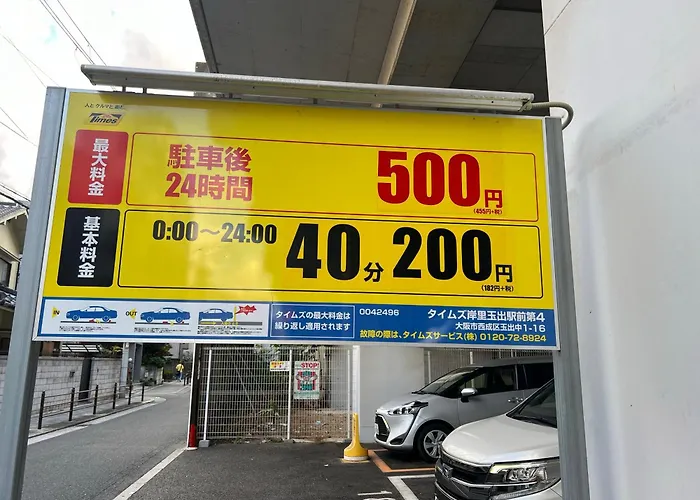 人とクルマと街に
Times
最大料金
駐車後
24時間
500円
(455円+税)
基本料金
0:00〜24:00
40分 200円
(182円+税)
IN
OUT
タイムズの最大料金は
繰り返し適用されます
0042496
タイムズ岸里玉出駅前第4
大阪市西成区玉出中1-16
故障の際は、タイムズサービス(株) 0120-72-8924
STOP!